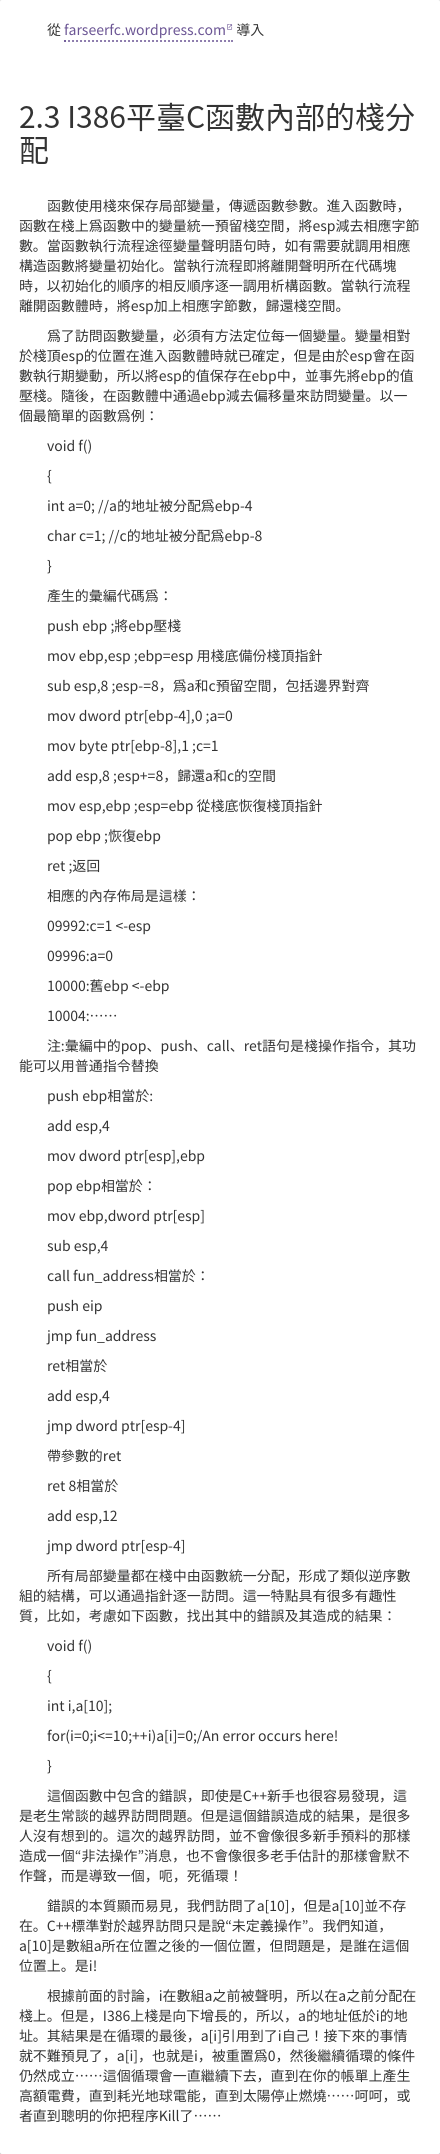 從 farseerfc.wordpress.com 導入
2.3 I386平臺C函數內部的棧分
配
函數使用棧來保存局部變量，傳遞函數參數。進入函數時，
函數在棧上爲函數中的變量統一預留棧空間，將esp減去相應字節
數。當函數執行流程途徑變量聲明語句時，如有需要就調用相應
構造函數將變量初始化。當執行流程即將離開聲明所在代碼塊
時，以初始化的順序的相反順序逐一調用析構函數。當執行流程
離開函數體時，將esp加上相應字節數，歸還棧空間。
爲了訪問函數變量，必須有方法定位每一個變量。變量相對
於棧頂esp的位置在進入函數體時就已確定，但是由於esp會在函
數執行期變動，所以將esp的值保存在ebp中，並事先將ebp的值
壓棧。隨後，在函數體中通過ebp減去偏移量來訪問變量。以一
個最簡單的函數爲例：
void f()
{
int a=0; //a的地址被分配爲ebp-4
char c=1; //c的地址被分配爲ebp-8
}
產生的彙編代碼爲：
push ebp ;將ebp壓棧
mov ebp,esp ;ebp=esp 用棧底備份棧頂指針
sub esp,8 ;esp-=8，爲a和c預留空間，包括邊界對齊
mov dword ptr[ebp-4],0 ;a=0
mov byte ptr[ebp-8],1 ;c=1
add esp,8 ;esp+=8，歸還a和c的空間
mov esp,ebp ;esp=ebp 從棧底恢復棧頂指針
pop ebp ;恢復ebp
ret ;返回
相應的內存佈局是這樣：
09992:c=1 <-esp
09996:a=0
10000:舊ebp <-ebp
10004:……
注:彙編中的pop、push、call、ret語句是棧操作指令，其功
能可以用普通指令替換
push ebp相當於:
add esp,4
mov dword ptr[esp],ebp
pop ebp相當於：
mov ebp,dword ptr[esp]
sub esp,4
call fun_address相當於：
push eip
jmp fun_address
ret相當於
add esp,4
jmp dword ptr[esp-4]
帶參數的ret
ret 8相當於
add esp,12
jmp dword ptr[esp-4]
所有局部變量都在棧中由函數統一分配，形成了類似逆序數
組的結構，可以通過指針逐一訪問。這一特點具有很多有趣性
質，比如，考慮如下函數，找出其中的錯誤及其造成的結果：
void f()
{
int i,a[10];
for(i=0;i<=10;++i)a[i]=0;/An error occurs here!
}
這個函數中包含的錯誤，即使是C++新手也很容易發現，這
是老生常談的越界訪問問題。但是這個錯誤造成的結果，是很多
人沒有想到的。這次的越界訪問，並不會像很多新手預料的那樣
造成一個“非法操作”消息，也不會像很多老手估計的那樣會默不
作聲，而是導致一個，呃，死循環！
錯誤的本質顯而易見，我們訪問了a[10]，但是a[10]並不存
在。C++標準對於越界訪問只是說“未定義操作”。我們知道，
a[10]是數組a所在位置之後的一個位置，但問題是，是誰在這個
位置上。是i!
根據前面的討論，i在數組a之前被聲明，所以在a之前分配在
棧上。但是，I386上棧是向下增長的，所以，a的地址低於i的地
址。其結果是在循環的最後，a[i]引用到了i自己！接下來的事情
就不難預見了，a[i]，也就是i，被重置爲0，然後繼續循環的條件
仍然成立……這個循環會一直繼續下去，直到在你的帳單上產生
高額電費，直到耗光地球電能，直到太陽停止燃燒……呵呵，或
者直到聰明的你把程序Kill了……